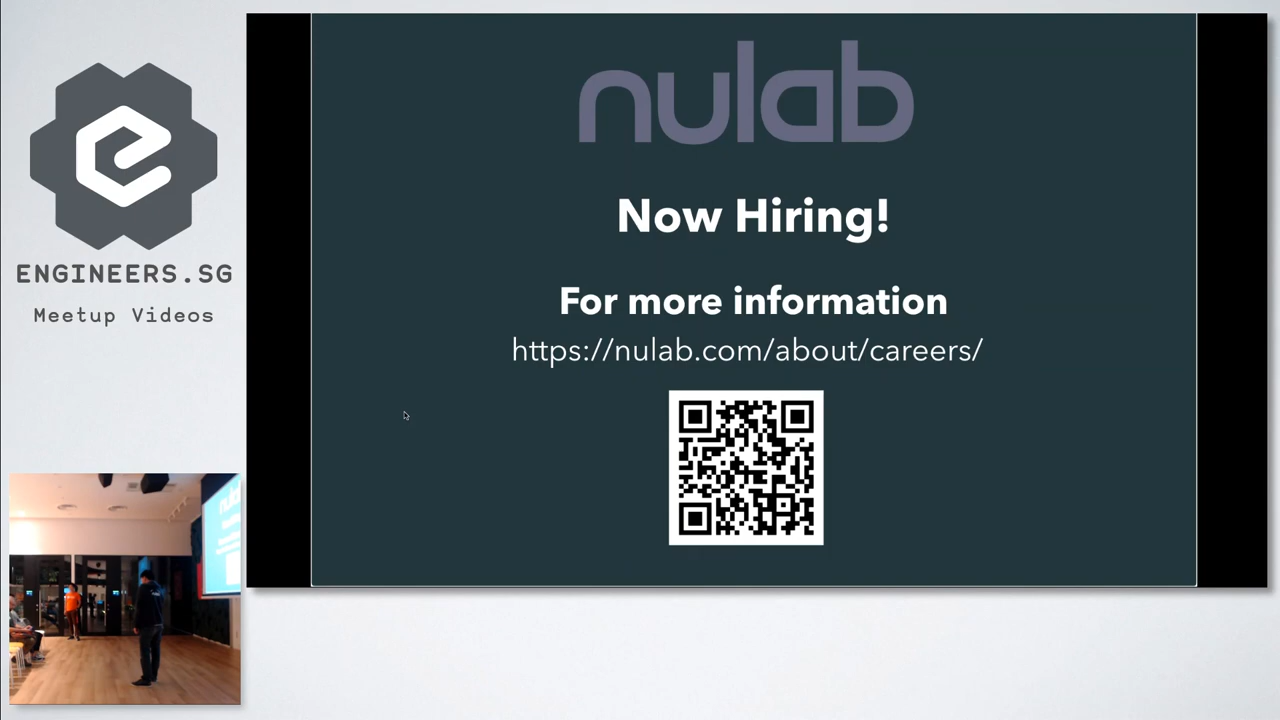 ENGINEERS.SG
Meetup Videos
nulab
Now Hiring!
For more information
https://nulab.com/about/careers/